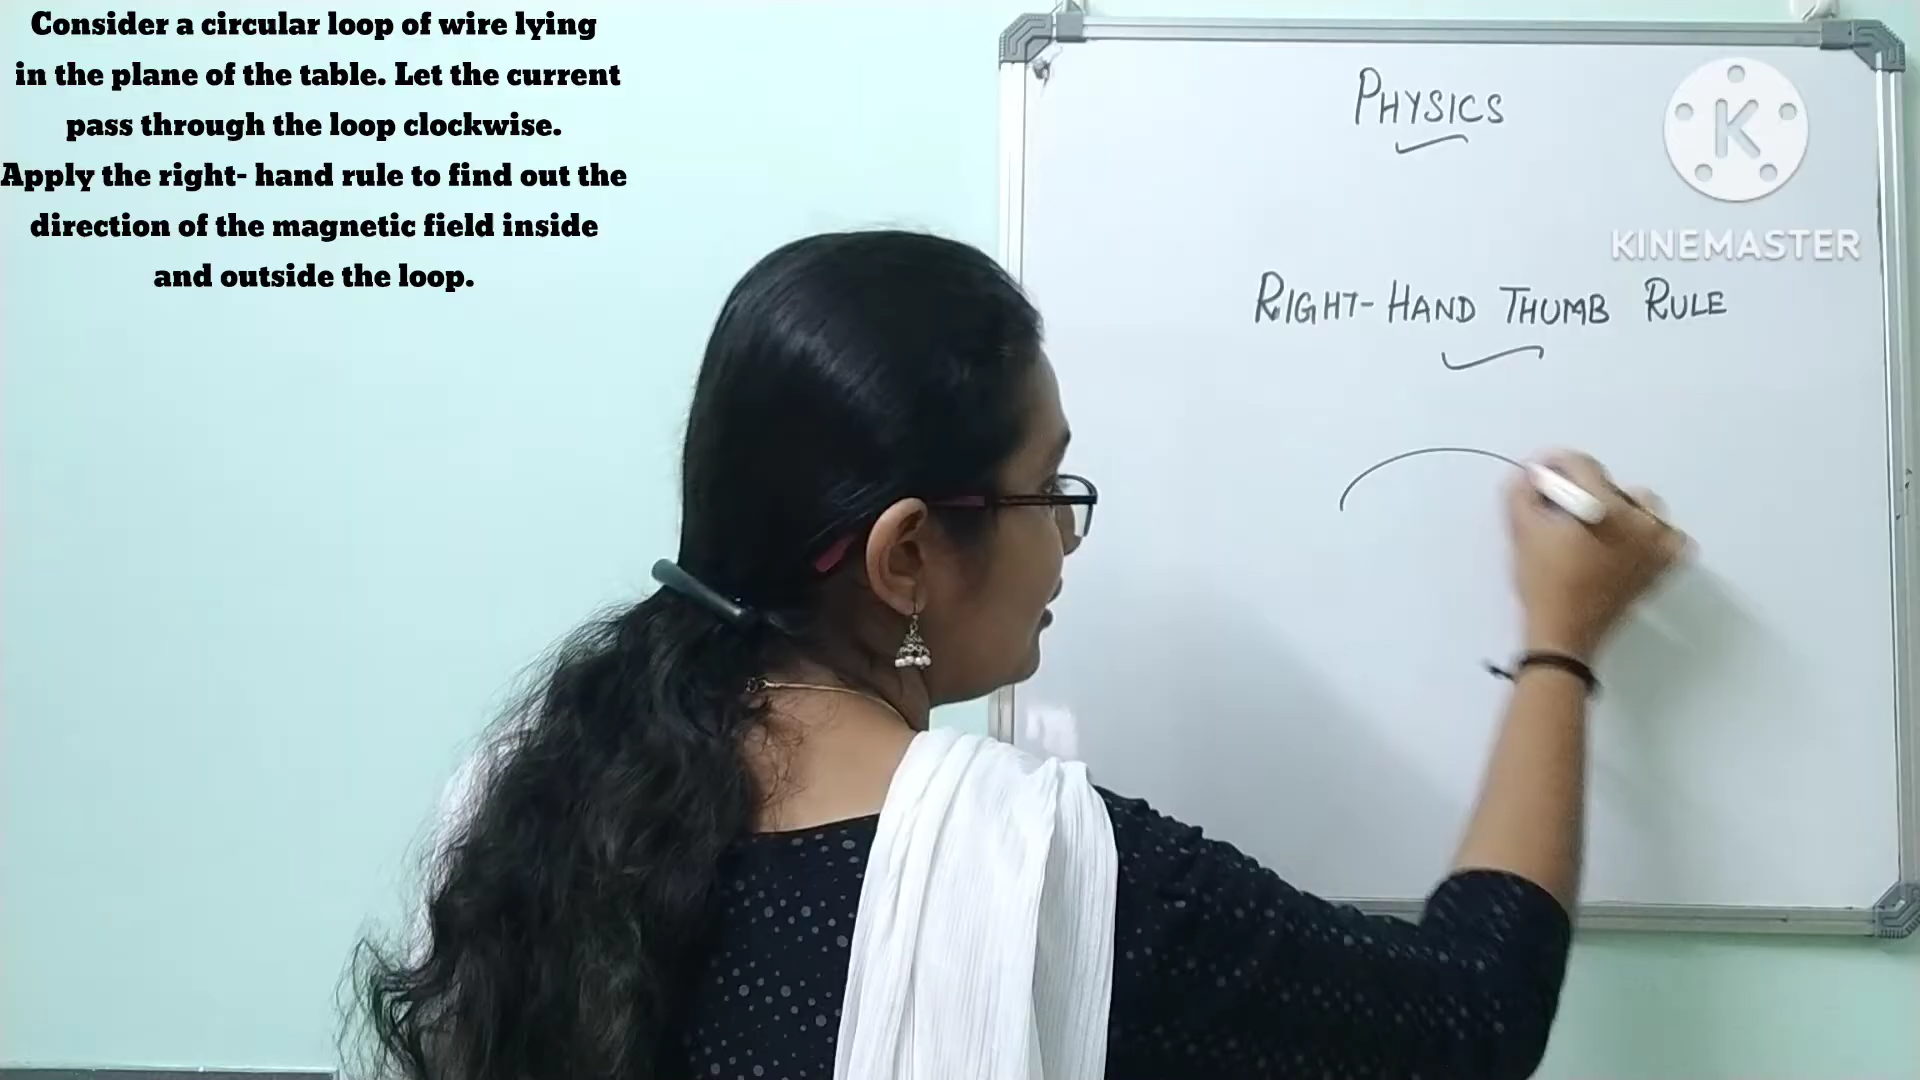 Consider a circular loop of wire lying
in the plane of the table. Let the current
pass through the loop clockwise.
Apply the right- hand rule to find out the
direction of the magnetic field inside
and outside the loop.
PHYSICS
K
KINEMASTER
RIGHT-HAND THUMB RULE